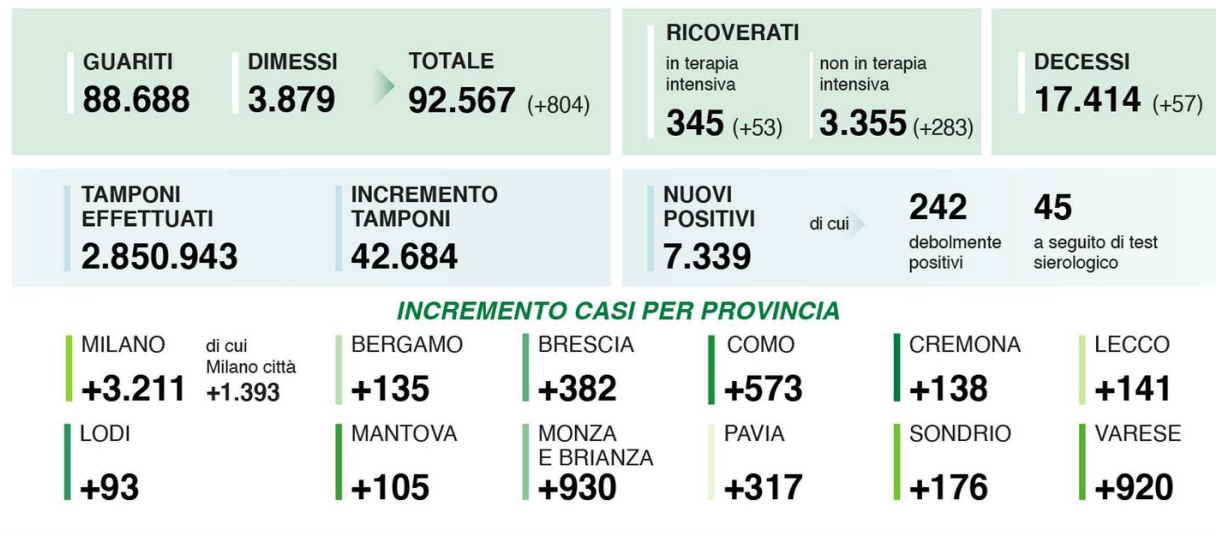 GUARITI
88.688
DIMESSI
3.879
TOTALE
92.567 (+804)
RICOVERATI
in terapia
intensiva
345 (+53)
non in terapia
intensiva
3.355 (+283)
DECESSI
17.414 (+57)
TAMPONI
EFFETTUATI
2.850.943
INCREMENTO
TAMPONI
42.684
NUOVI
POSITIVI
7.339
di cui
242
debolmente
positivi
45
a seguito di test
sierologico
INCREMENTO CASI PER PROVINCIA
MILANO
+3.211
di cui
Milano città
+1.393
BERGAMO
+135
BRESCIA
+382
COMO
+573
CREMONA
+138
LECCO
+141
LODI
+93
MANTOVA
+105
MONZA
E BRIANZA
+930
PAVIA
+317
SONDRIO
+176
VARESE
+920